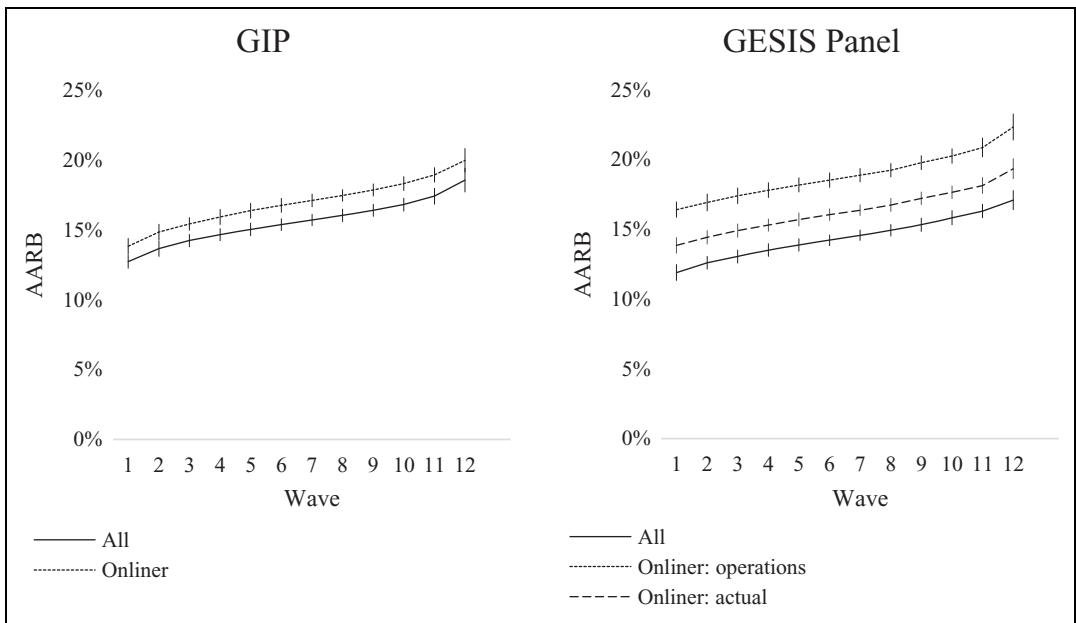 GIP
25%
20%
15%
10%
5%
0%
AARB
1 2 3 4 5 6 7 8 9 10 11 12
Wave
All
Onliner
GESIS Panel
25%
20%
15%
10%
5%
0%
AARB
1 2 3 4 5 6 7 8 9 10 11 12
Wave
All
Onliner: operations
Onliner: actual